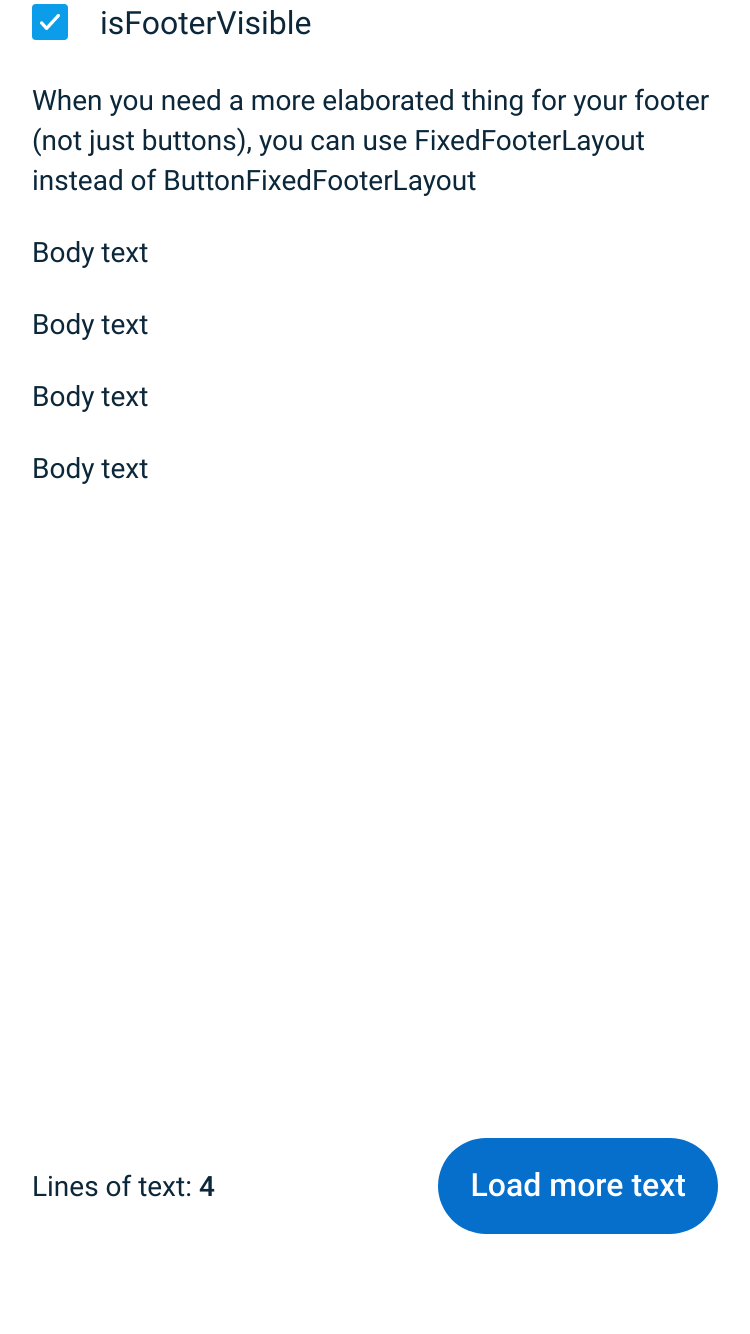 isFooterVisible
When you need a more elaborated thing for your footer
(not just buttons), you can use FixedFooterLayout
instead of ButtonFixedFooterLayout
Body text
Body text
Body text
Body text
Lines of text: 4
Load more text